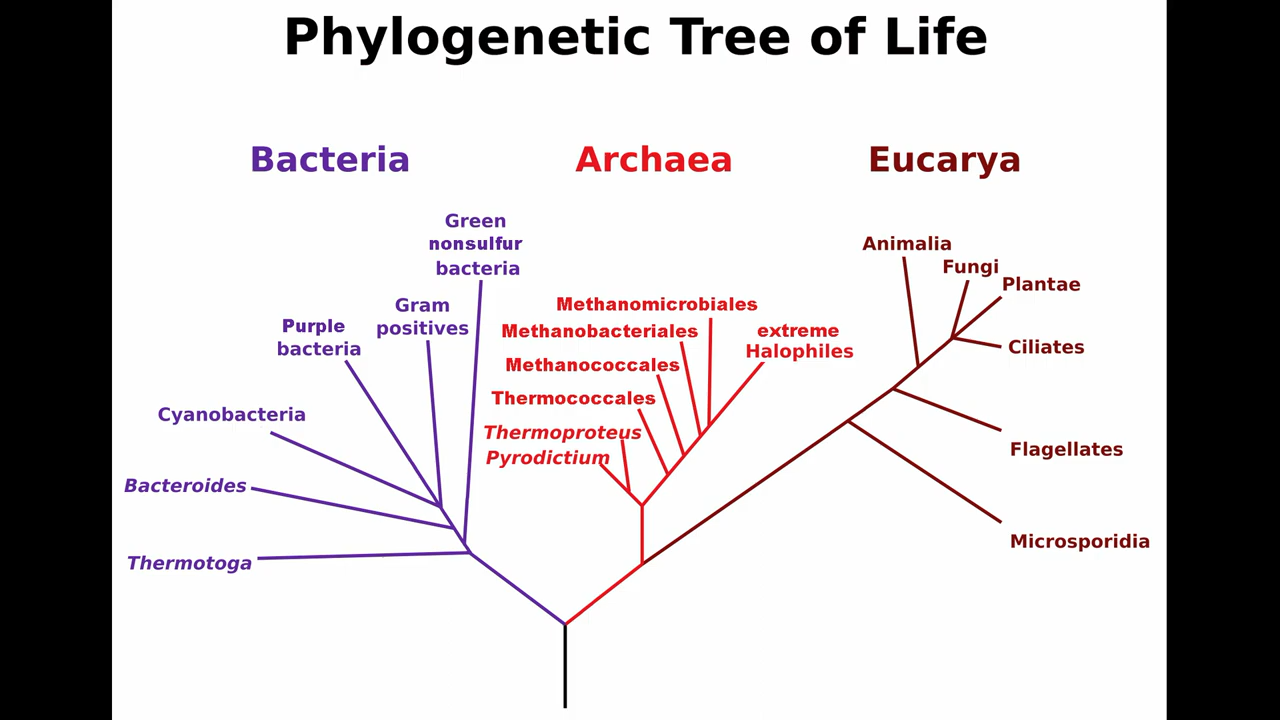 Phylogenetic Tree of Life
Bacteria
Archaea
Eucarya
Green
nonsulfur
bacteria
Gram
positives
Purple
bacteria
Cyanobacteria
Bacteroides
Thermotoga
Methanomicrobiales
Methanobacteriales
Methanococcales
Thermococcales
Thermoproteus
Pyrodictium
extreme
Halophiles
Animalia
Fungi
Plantae
Ciliates
Flagellates
Microsporidia